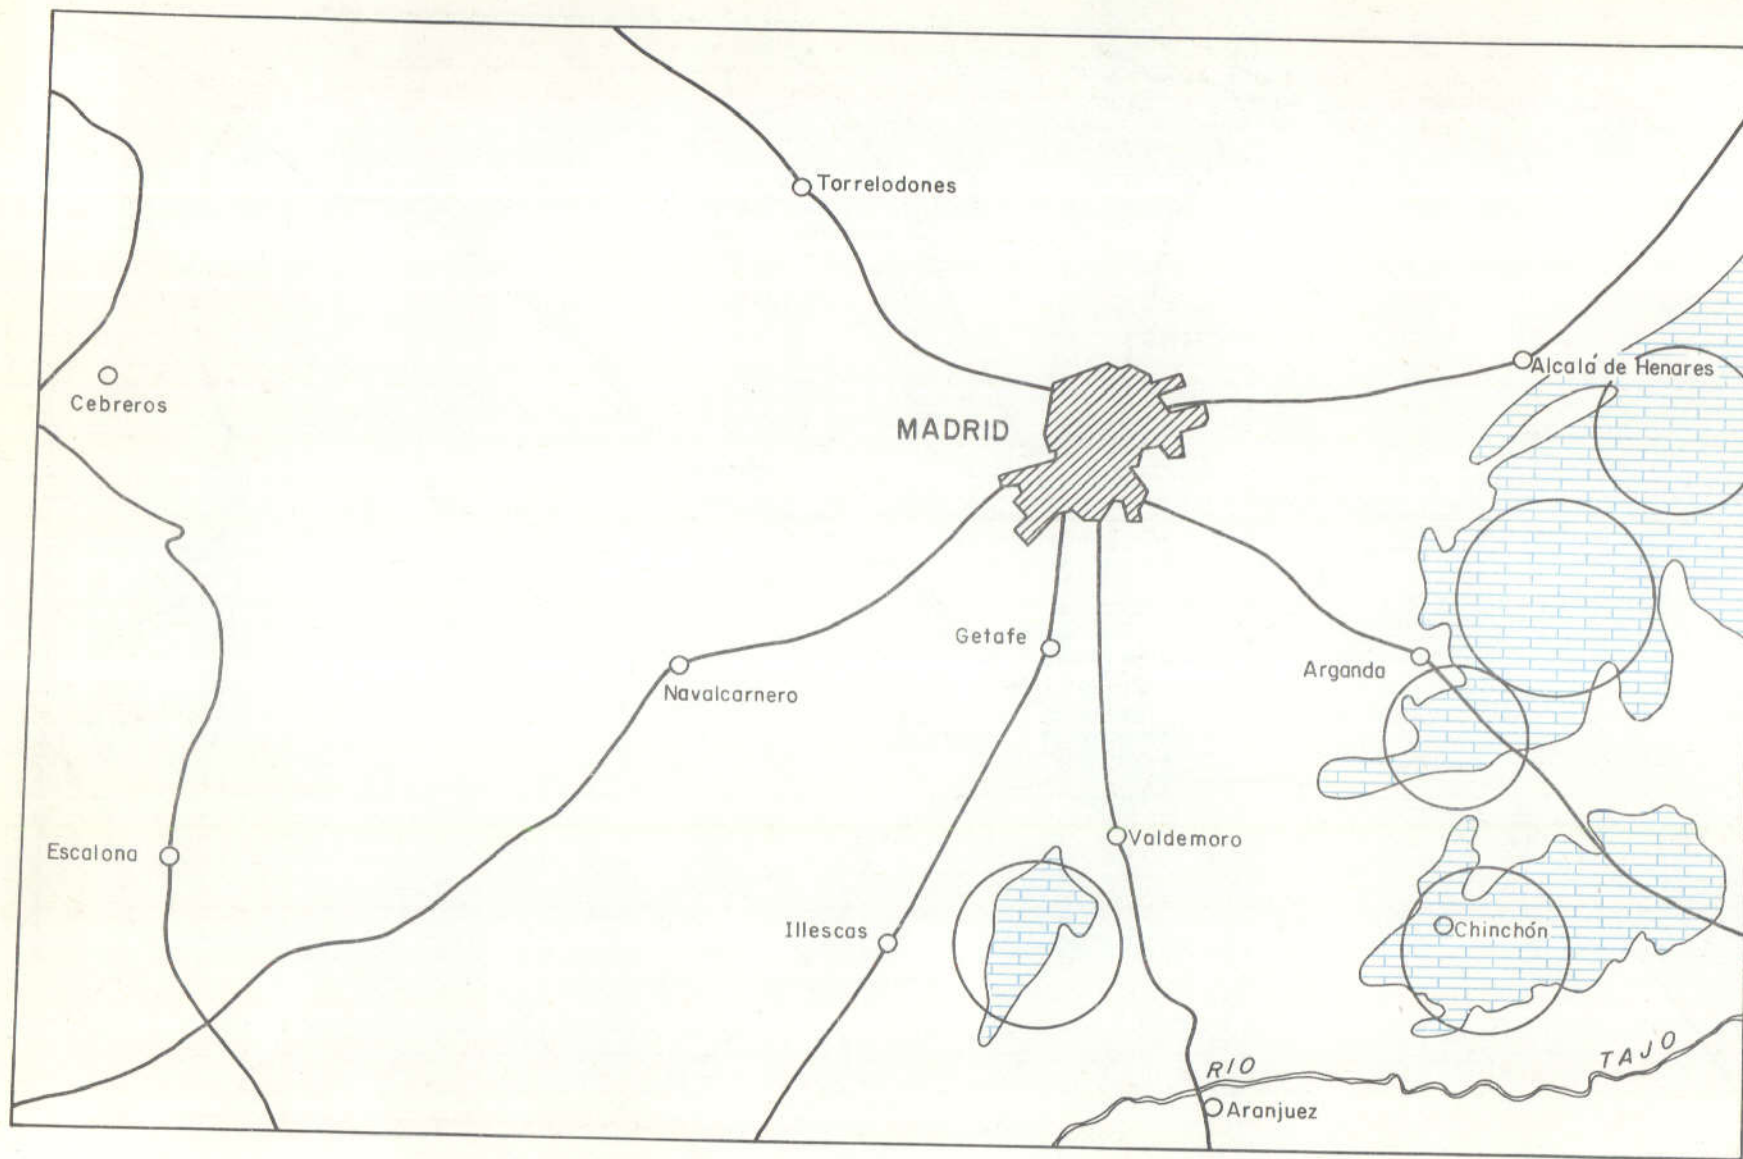 Torrelodones
Alcalá de Henares
Cebreros
MADRID
Getafe
Arganda
Navalcarnero
Valdemoro
Escalona
Illescas
Chinchón
RIO TAJO
Aranjuez